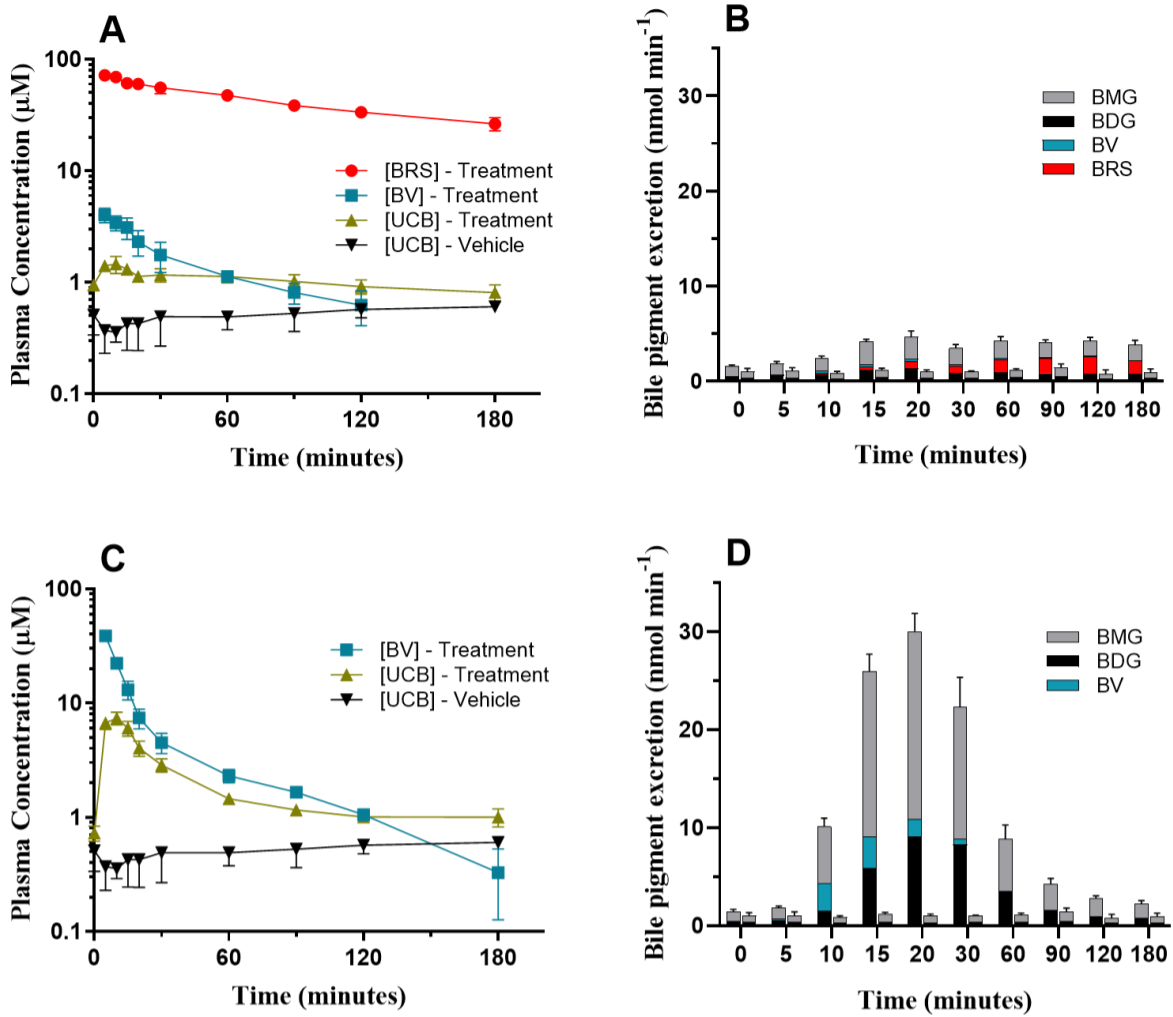 A
Plasma Concentration (μM)
100
10
1
0.1
[BRS] - Treatment
[BV] - Treatment
[UCB] - Treatment
[UCB] - Vehicle
0 60 120 180
Time (minutes)
B
Bile pigment excretion (nmol min⁻¹)
30
20
10
0
BMG
BDG
BV
BRS
0 5 10 15 20 30 60 90 120 180
Time (minutes)
C
Plasma Concentration (μM)
100
10
1
0.1
[BV] - Treatment
[UCB] - Treatment
[UCB] - Vehicle
0 60 120 180
Time (minutes)
D
Bile pigment excretion (nmol min⁻¹)
30
20
10
0
BMG
BDG
BV
0 5 10 15 20 30 60 90 120 180
Time (minutes)